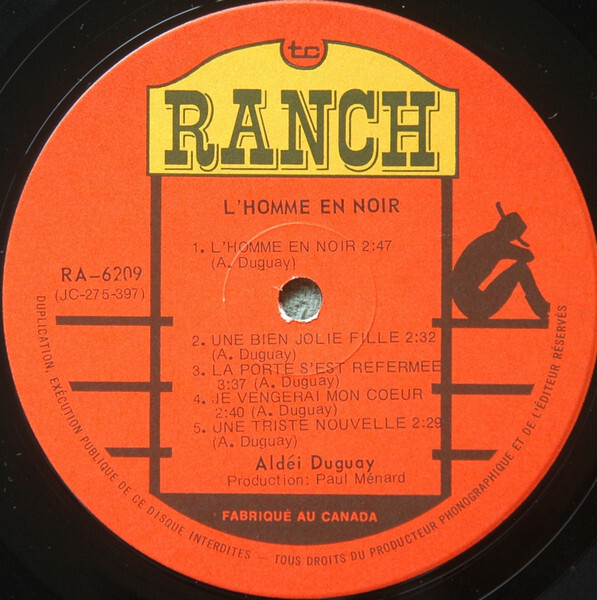 tc
RANCH
L'HOMME EN NOIR
1. L'HOMME EN NOIR 2:47
(A. Duguay)
RA-6209
(JC-275-397)
2. UNE BIEN JOLIE FILLE 2:32
(A. Duguay)
3. LA PORTE S'EST REFERMEE
3:37 (A. Duguay)
4. JE VENGERAI MON COEUR
2:40 (A. Duguay)
5. UNE TRISTE NOUVELLE 2:29
(A. Duguay)
Aldéi Duguay
Production: Paul Ménard
FABRIQUÉ AU CANADA
DUPLICATION, EXÉCUTION PUBLIQUE DE CE DISQUE INTERDITES – TOUS DROITS DU PRODUCTEUR PHONOGRAPHIQUE ET DE L'ÉDITEUR RÉSERVÉS